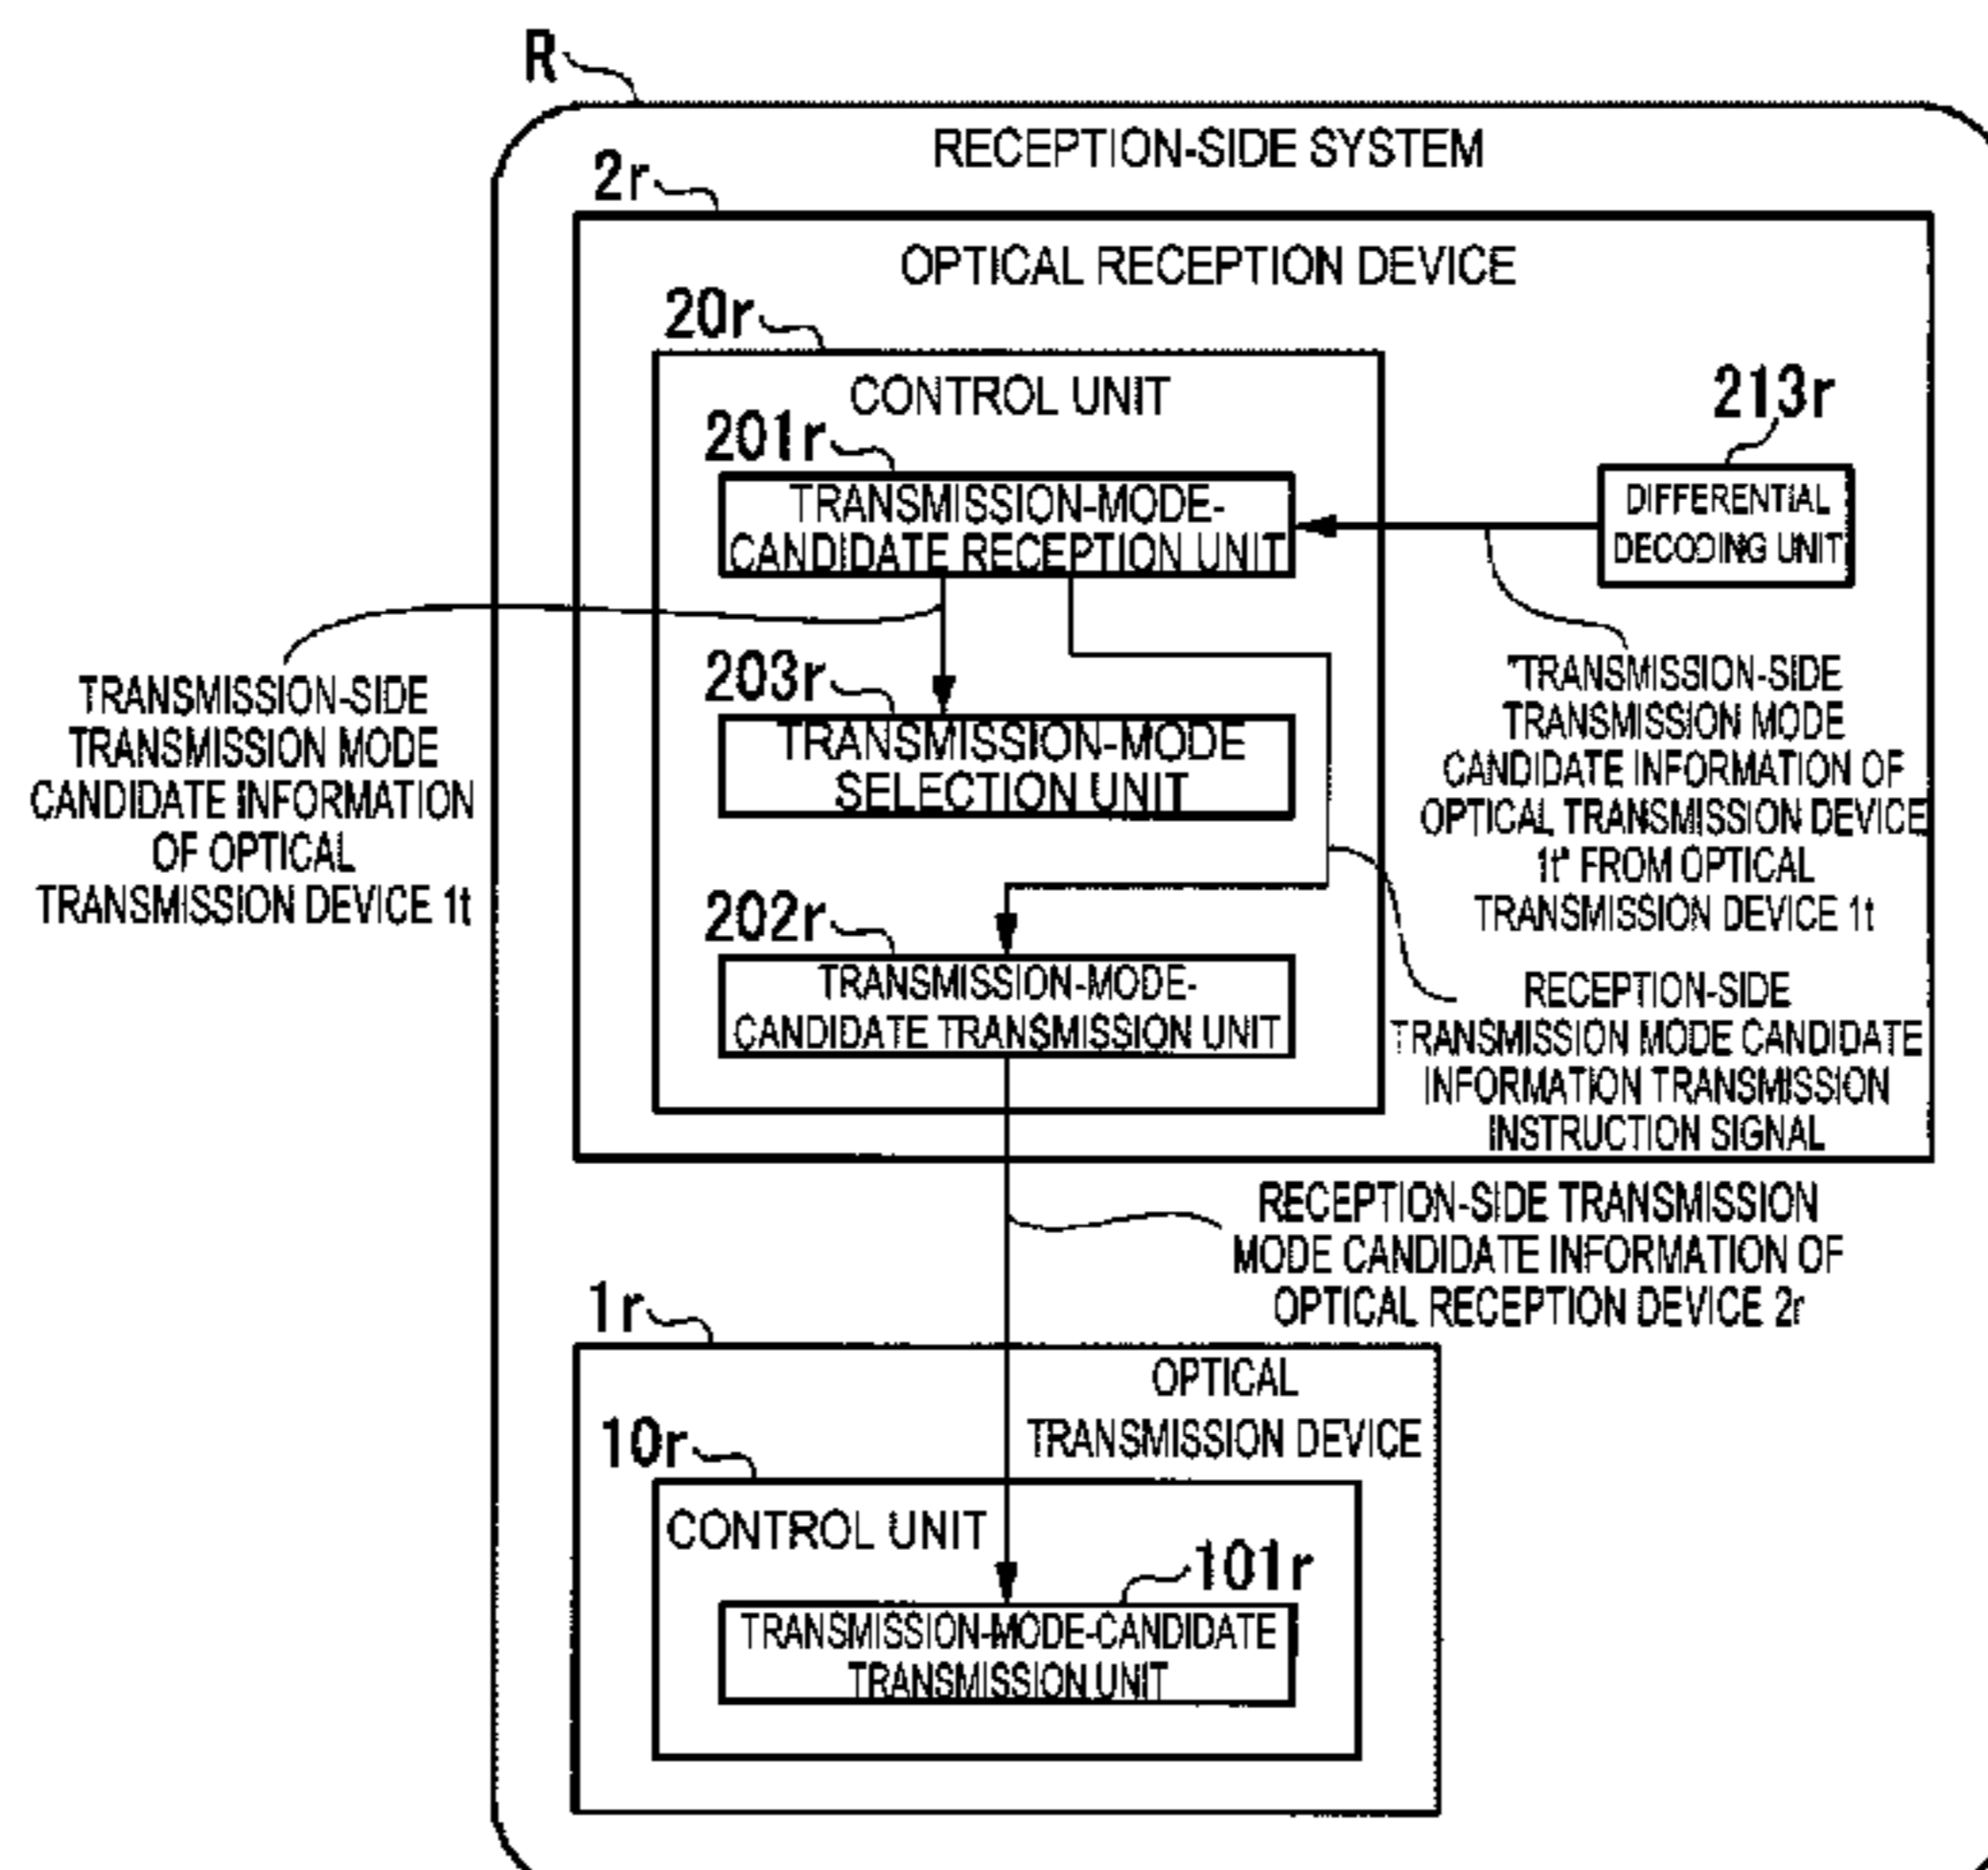 R
RECEPTION-SIDE SYSTEM
2r
OPTICAL RECEPTION DEVICE
20r
CONTROL UNIT
213r
201r
TRANSMISSION-MODE-
CANDIDATE RECEPTION UNIT
DIFFERENTIAL
DECODING UNIT
TRANSMISSION-SIDE
TRANSMISSION MODE
CANDIDATE INFORMATION
OF OPTICAL
TRANSMISSION DEVICE 1t
203r
TRANSMISSION-MODE
SELECTION UNIT
"TRANSMISSION-SIDE
TRANSMISSION MODE
CANDIDATE INFORMATION OF
OPTICAL TRANSMISSION DEVICE
1t" FROM OPTICAL
TRANSMISSION DEVICE 1t
202r
TRANSMISSION-MODE-
CANDIDATE TRANSMISSION UNIT
RECEPTION-SIDE
TRANSMISSION MODE CANDIDATE
INFORMATION TRANSMISSION
INSTRUCTION SIGNAL
RECEPTION-SIDE TRANSMISSION
MODE CANDIDATE INFORMATION OF
OPTICAL RECEPTION DEVICE 2r
1r
OPTICAL
TRANSMISSION DEVICE
10r
CONTROL UNIT
101r
TRANSMISSION-MODE-CANDIDATE
TRANSMISSION UNIT